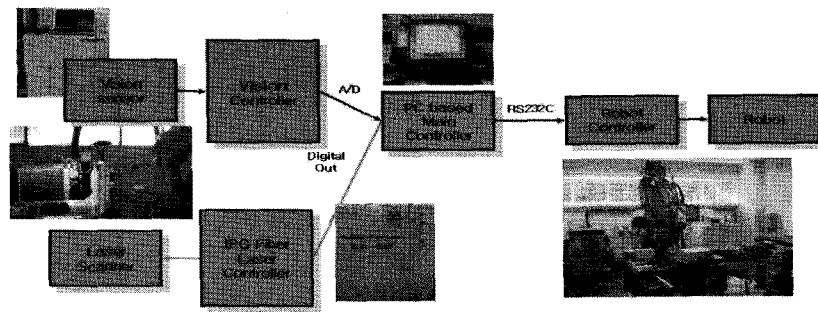 Vision
sensor
Vision
Controller
A/D
PC based
Main
Controller
RS232C
Robot
Controller
Robot
Digital
Out
Laser
Scanner
IPG Fiber
Laser
Controller